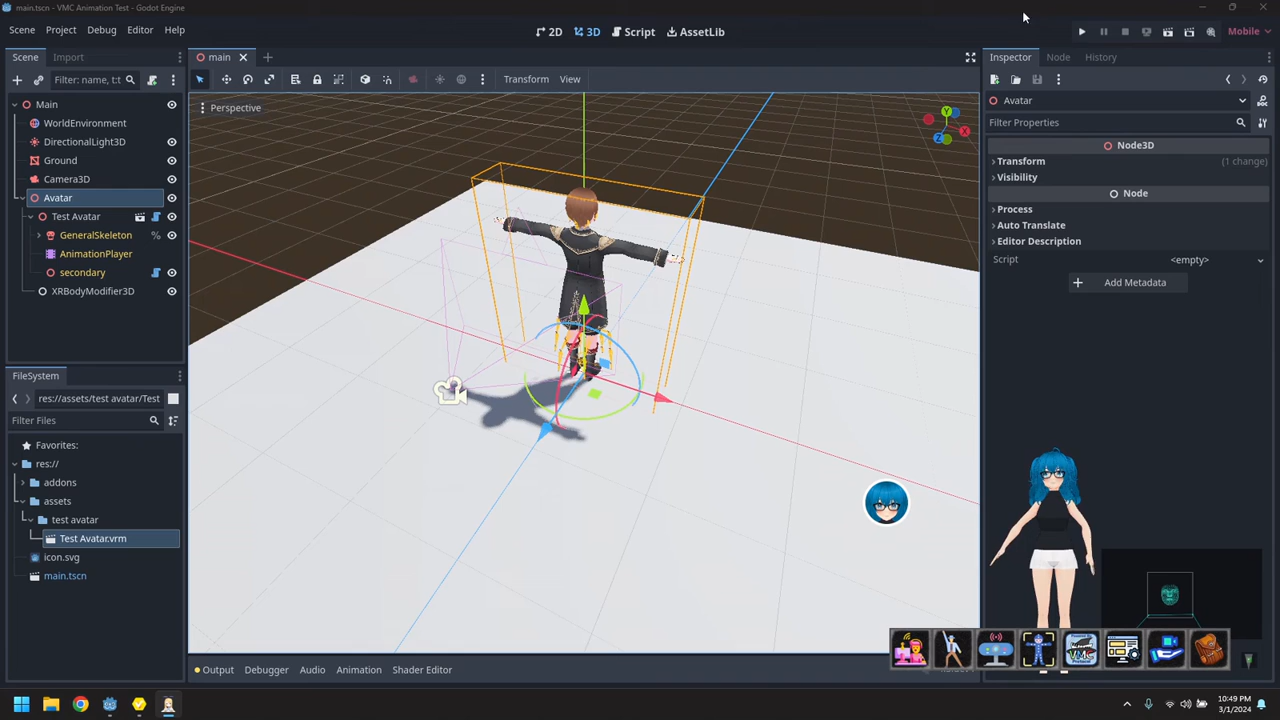 main.tscn - VMC Animation Test - Godot Engine
Scene Project Debug Editor Help
2D 3D Script AssetLib
Mobile
Scene Import
Filter: name, t:t
Main
WorldEnvironment
DirectionalLight3D
Ground
Camera3D
Avatar
Test Avatar
GeneralSkeleton
AnimationPlayer
secondary
XRBodyModifier3D
FileSystem
res://assets/test avatar/Test
Filter Files
Favorites:
res://
addons
assets
test avatar
Test Avatar.vrm
icon.svg
main.tscn
main
Transform View
Perspective
Y
X
Z
Output Debugger Audio Animation Shader Editor
Inspector Node History
Avatar
Filter Properties
Node3D
Transform (1 change)
Visibility
Node
Process
Auto Translate
Editor Description
Script <empty>
Add Metadata
VMC
10:49 PM
3/1/2024